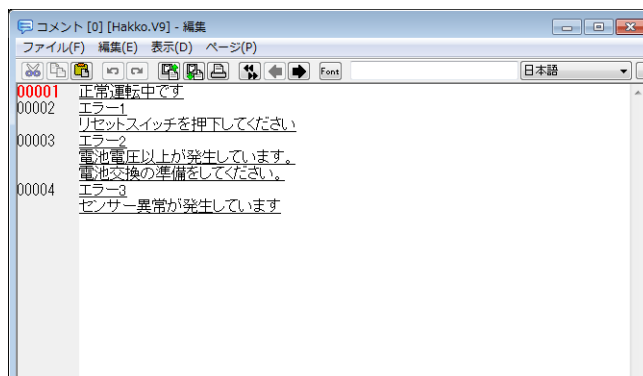 コメント [0] [Hakko.V9] - 編集
ファイル(F) 編集(E) 表示(D) ページ(P)
Font 日本語
00001 正常運転中です
00002 エラー1
リセットスイッチを押下してください
00003 エラー2
電池電圧以上が発生しています。
電池交換の準備をしてください。
00004 エラー3
センサー異常が発生しています